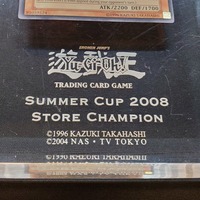 ATK/2200 DEF/1700
SHONEN JUMP'S
Yu-Gi-Oh!
TRADING CARD GAME
SUMMER CUP 2008
STORE CHAMPION
©1996 KAZUKI TAKAHASHI
©2004 NAS • TV TOKYO